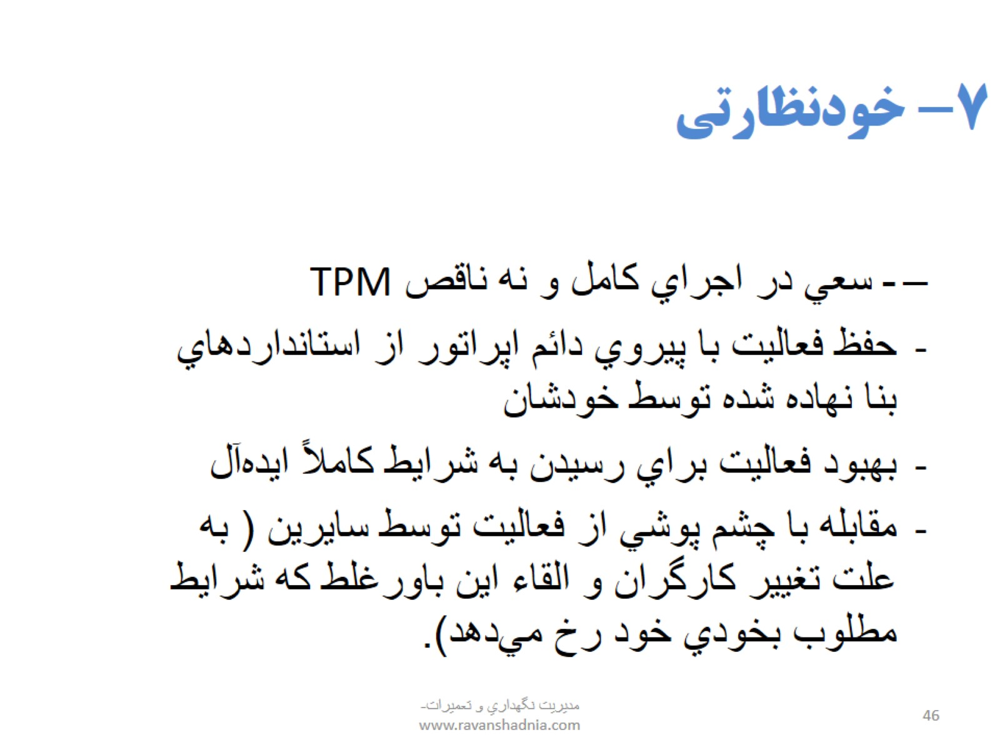 ۷– خودنظارتی
– - سعي در اجراي كامل و نه ناقص TPM
- حفظ فعاليت با پيروي دائم اپراتور از استانداردهاي
بنا نهاده شده توسط خودشان
- بهبود فعاليت براي رسيدن به شرايط كاملاً ايده‌آل
- مقابله با چشم پوشي از فعاليت توسط سايرين ( به
علت تغيير كارگران و القاء اين باورغلط كه شرايط
مطلوب بخودي خود رخ مي‌دهد).
مديريت نگهداري و تعميرات-
www.ravanshadnia.com
46